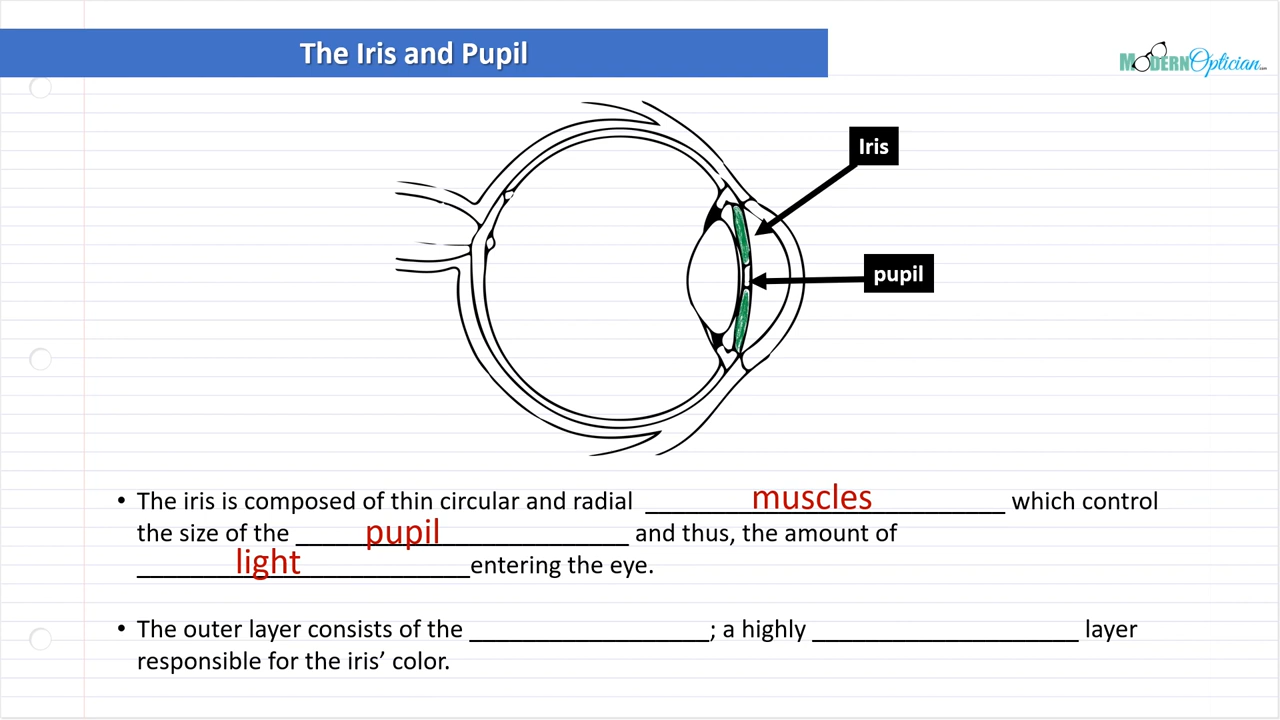 The Iris and Pupil
MODERNOptician.com
Iris
pupil
• The iris is composed of thin circular and radial muscles which control
the size of the pupil and thus, the amount of
light entering the eye.
• The outer layer consists of the ____________________; a highly ______________________ layer
responsible for the iris’ color.